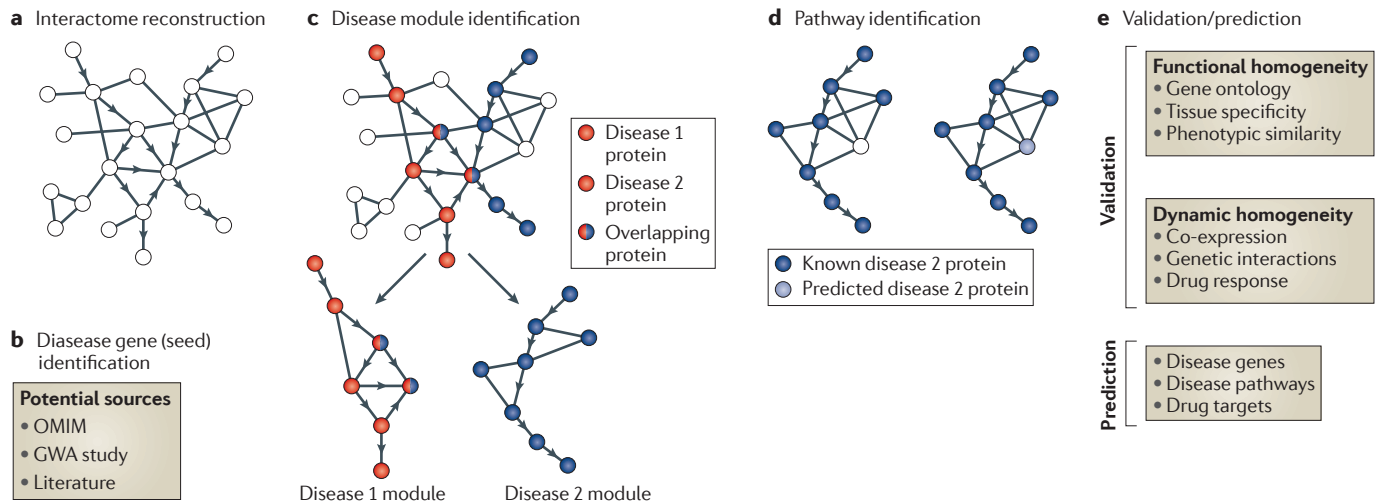 a Interactome reconstruction
b Diasease gene (seed)
identification
Potential sources
• OMIM
• GWA study
• Literature
c Disease module identification
Disease 1
protein
Disease 2
protein
Overlapping
protein
Disease 1 module
Disease 2 module
d Pathway identification
Known disease 2 protein
Predicted disease 2 protein
e Validation/prediction
Validation
Functional homogeneity
• Gene ontology
• Tissue specificity
• Phenotypic similarity
Dynamic homogeneity
• Co-expression
• Genetic interactions
• Drug response
Prediction
• Disease genes
• Disease pathways
• Drug targets